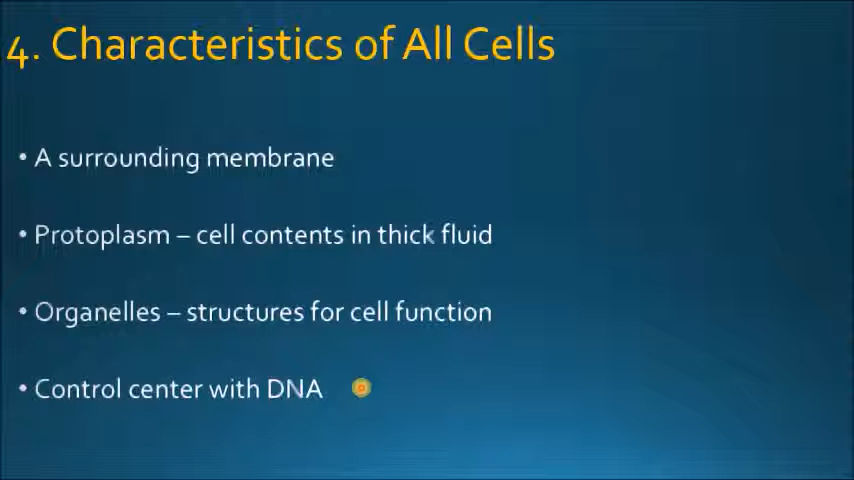 4. Characteristics of All Cells
• A surrounding membrane
• Protoplasm – cell contents in thick fluid
• Organelles – structures for cell function
• Control center with DNA